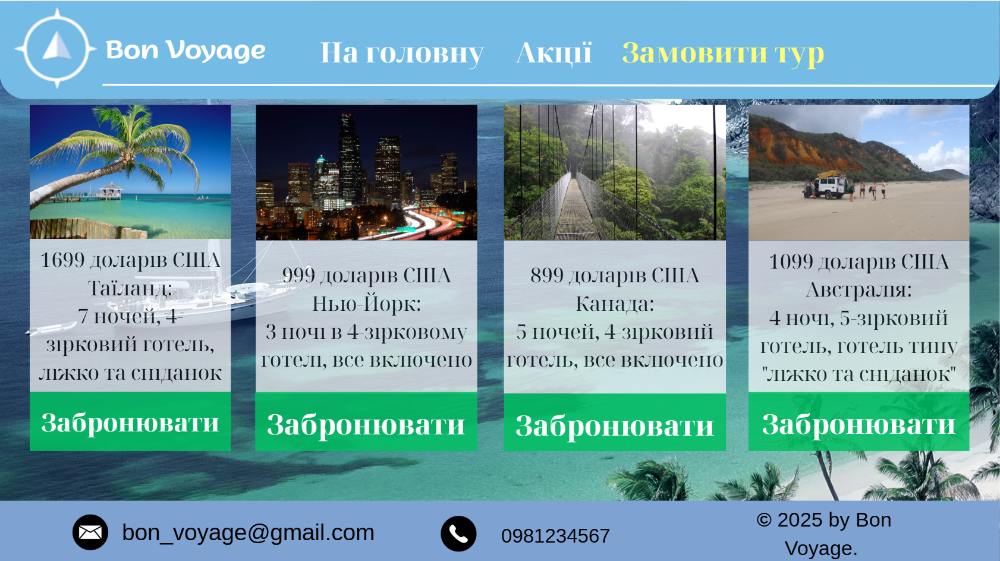 Bon Voyage
На головну
Акції
Замовити тур
1699 доларів США
Таїланд:
7 ночей, 4-
зірковий готель,
ліжко та сніданок
Забронювати
999 доларів США
Нью-Йорк:
3 ночі в 4-зірковому
готелі, все включено
Забронювати
899 доларів США
Канада:
5 ночей, 4-зірковий
готель, все включено
Забронювати
1099 доларів США
Австралія:
4 ночі, 5-зірковий
готель, готель типу
"ліжко та сніданок"
Забронювати
bon_voyage@gmail.com
0981234567
© 2025 by Bon
Voyage.